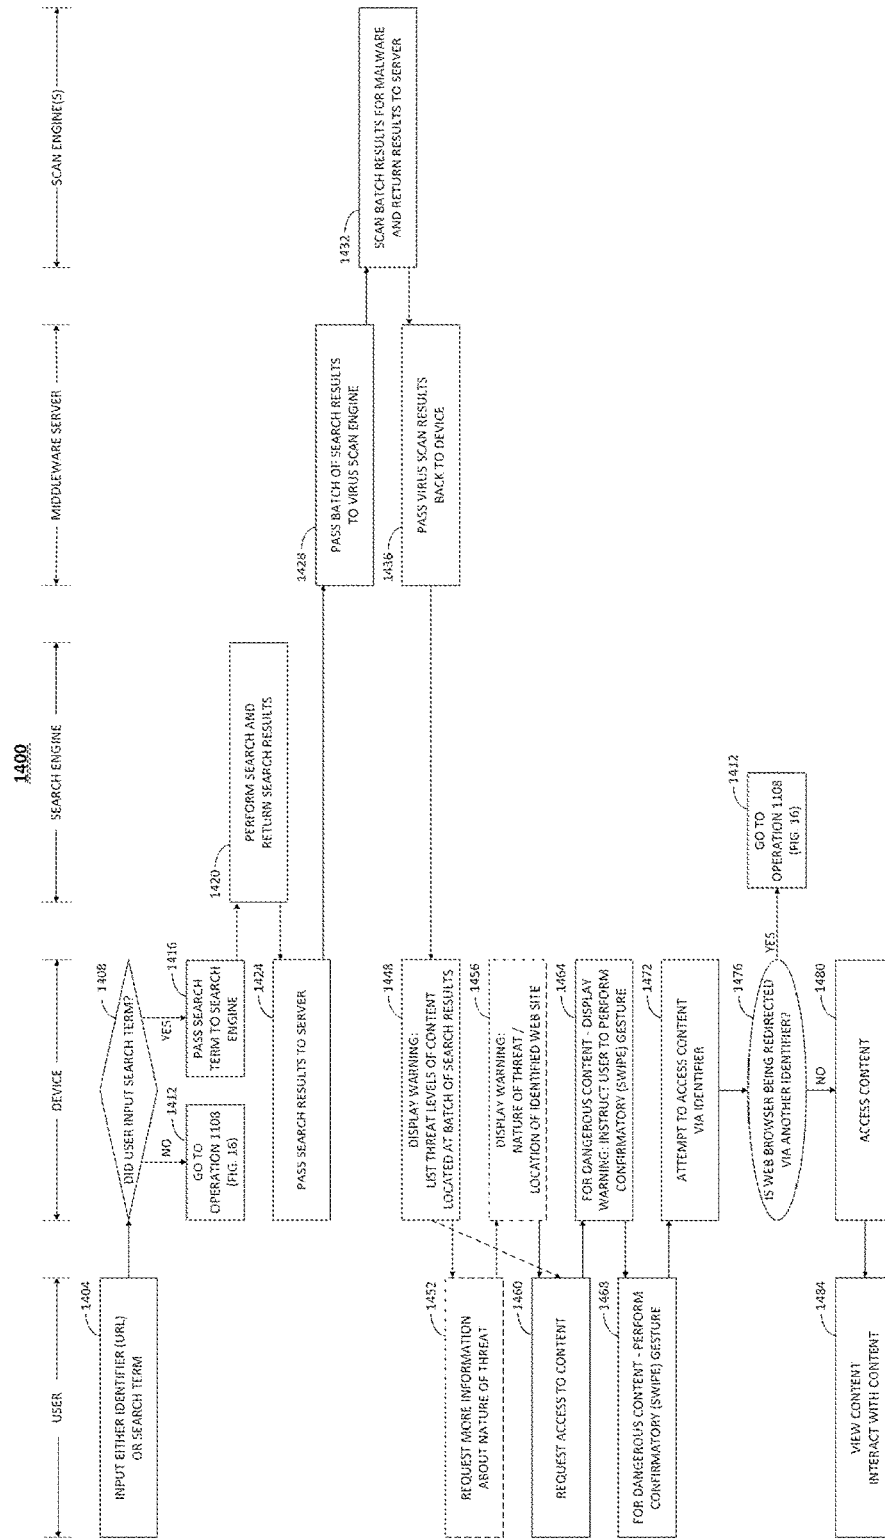 1400
USER
DEVICE
SEARCH ENGINE
MIDDLEWARE SERVER
SCAN ENGINE(S)
1404
INPUT EITHER IDENTIFIER (URL)
OR SEARCH TERM
1408
DID USER INPUT SEARCH TERM?
NO
1412
GO TO
OPERATION 1108
(FIG. 16)
YES
1416
PASS SEARCH
TERM TO SEARCH
ENGINE
1420
PERFORM SEARCH AND
RETURN SEARCH RESULTS
1424
PASS SEARCH RESULTS TO SERVER
1428
PASS BATCH OF SEARCH RESULTS
TO VIRUS SCAN ENGINE
1432
SCAN BATCH RESULTS FOR MALWARE
AND RETURN RESULTS TO SERVER
1436
PASS VIRUS SCAN RESULTS
BACK TO DEVICE
1448
DISPLAY WARNING:
LIST THREAT LEVELS OF CONTENT
LOCATED AT BATCH OF SEARCH RESULTS
1452
REQUEST MORE INFORMATION
ABOUT NATURE OF THREAT
1456
DISPLAY WARNING:
NATURE OF THREAT /
LOCATION OF IDENTIFIED WEB SITE
1460
REQUEST ACCESS TO CONTENT
1464
FOR DANGEROUS CONTENT - DISPLAY
WARNING: INSTRUCT USER TO PERFORM
CONFIRMATORY (SWIPE) GESTURE
1468
FOR DANGEROUS CONTENT - PERFORM
CONFIRMATORY (SWIPE) GESTURE
1472
ATTEMPT TO ACCESS CONTENT
VIA IDENTIFIER
1476
IS WEB BROWSER BEING REDIRECTED
VIA ANOTHER IDENTIFIER?
YES
1412
GO TO
OPERATION 1108
(FIG. 16)
NO
1480
ACCESS CONTENT
1484
VIEW CONTENT
INTERACT WITH CONTENT